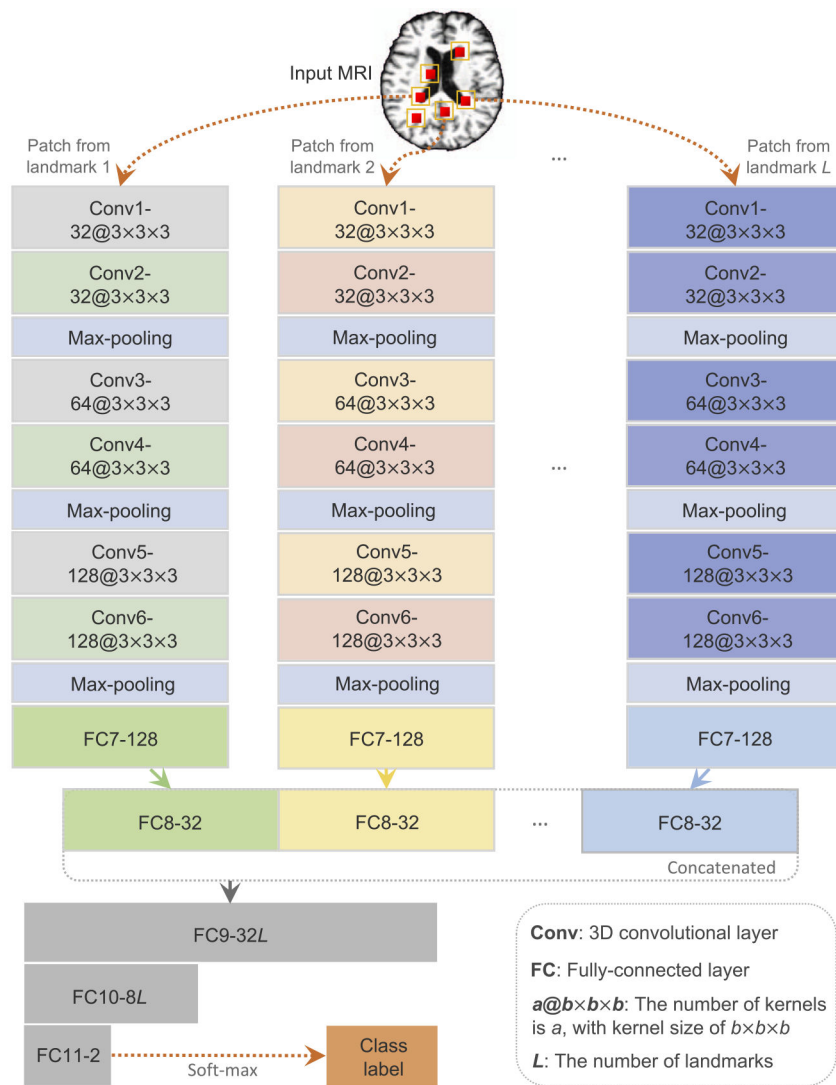 Input MRI
Patch from
landmark 1
Patch from
landmark 2
...
Patch from
landmark L
Conv1-
32@3×3×3
Conv2-
32@3×3×3
Max-pooling
Conv3-
64@3×3×3
Conv4-
64@3×3×3
Max-pooling
Conv5-
128@3×3×3
Conv6-
128@3×3×3
Max-pooling
FC7-128
Conv1-
32@3×3×3
Conv2-
32@3×3×3
Max-pooling
Conv3-
64@3×3×3
Conv4-
64@3×3×3
Max-pooling
Conv5-
128@3×3×3
Conv6-
128@3×3×3
Max-pooling
FC7-128
...
Conv1-
32@3×3×3
Conv2-
32@3×3×3
Max-pooling
Conv3-
64@3×3×3
Conv4-
64@3×3×3
Max-pooling
Conv5-
128@3×3×3
Conv6-
128@3×3×3
Max-pooling
FC7-128
FC8-32
FC8-32
...
FC8-32
Concatenated
FC9-32L
FC10-8L
FC11-2
Soft-max
Class
label
Conv: 3D convolutional layer
FC: Fully-connected layer
a@b×b×b: The number of kernels
is a, with kernel size of b×b×b
L: The number of landmarks